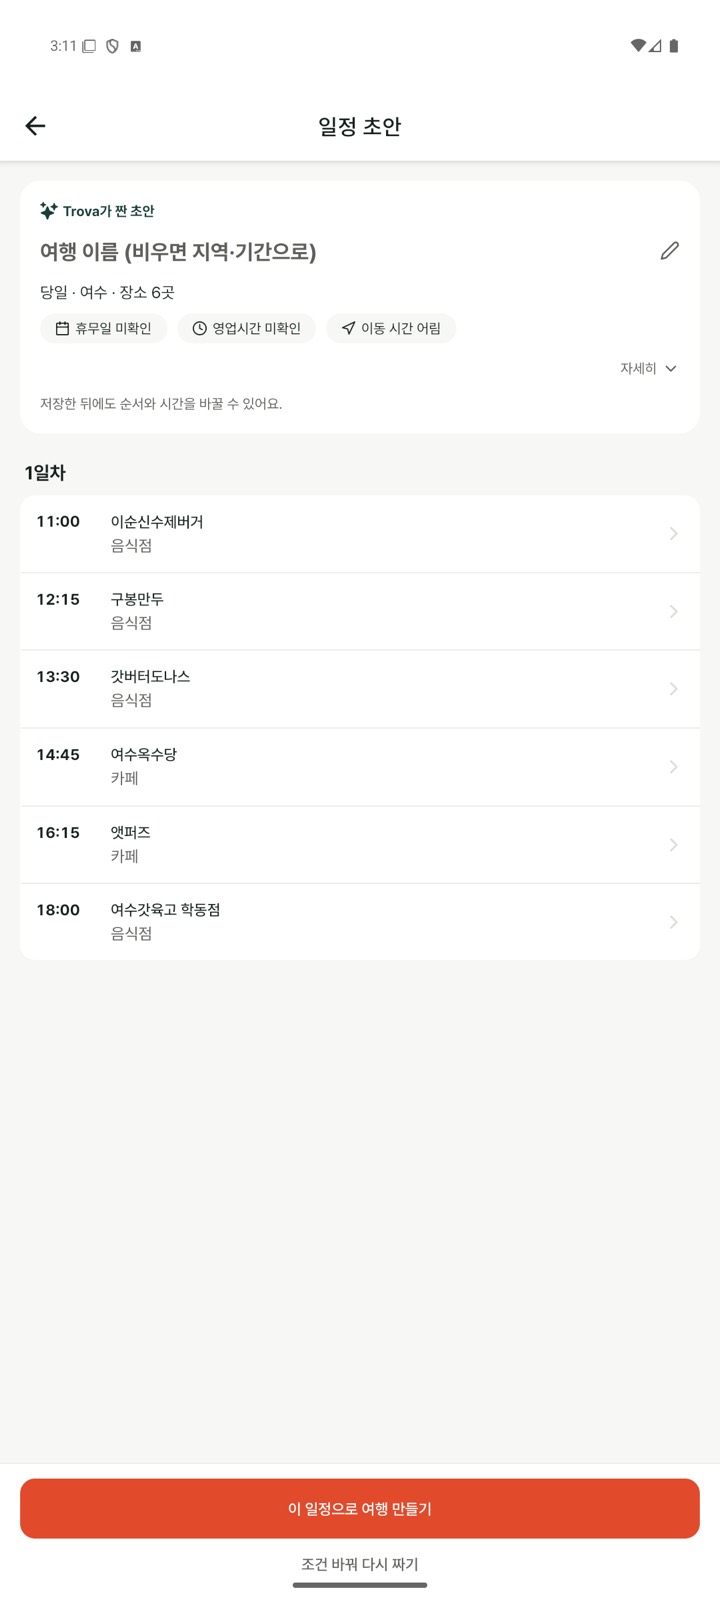 3:11
일정 초안
Trova가 짠 초안
여행 이름 (비우면 지역·기간으로)
당일 · 여수 · 장소 6곳
휴무일 미확인 영업시간 미확인 이동 시간 어림
자세히
저장한 뒤에도 순서와 시간을 바꿀 수 있어요.
1일차
11:00 이순신수제버거
음식점
12:15 구봉만두
음식점
13:30 갓버터도나스
음식점
14:45 여수옥수당
카페
16:15 앳퍼즈
카페
18:00 여수갓육고 학동점
음식점
이 일정으로 여행 만들기
조건 바꿔 다시 짜기